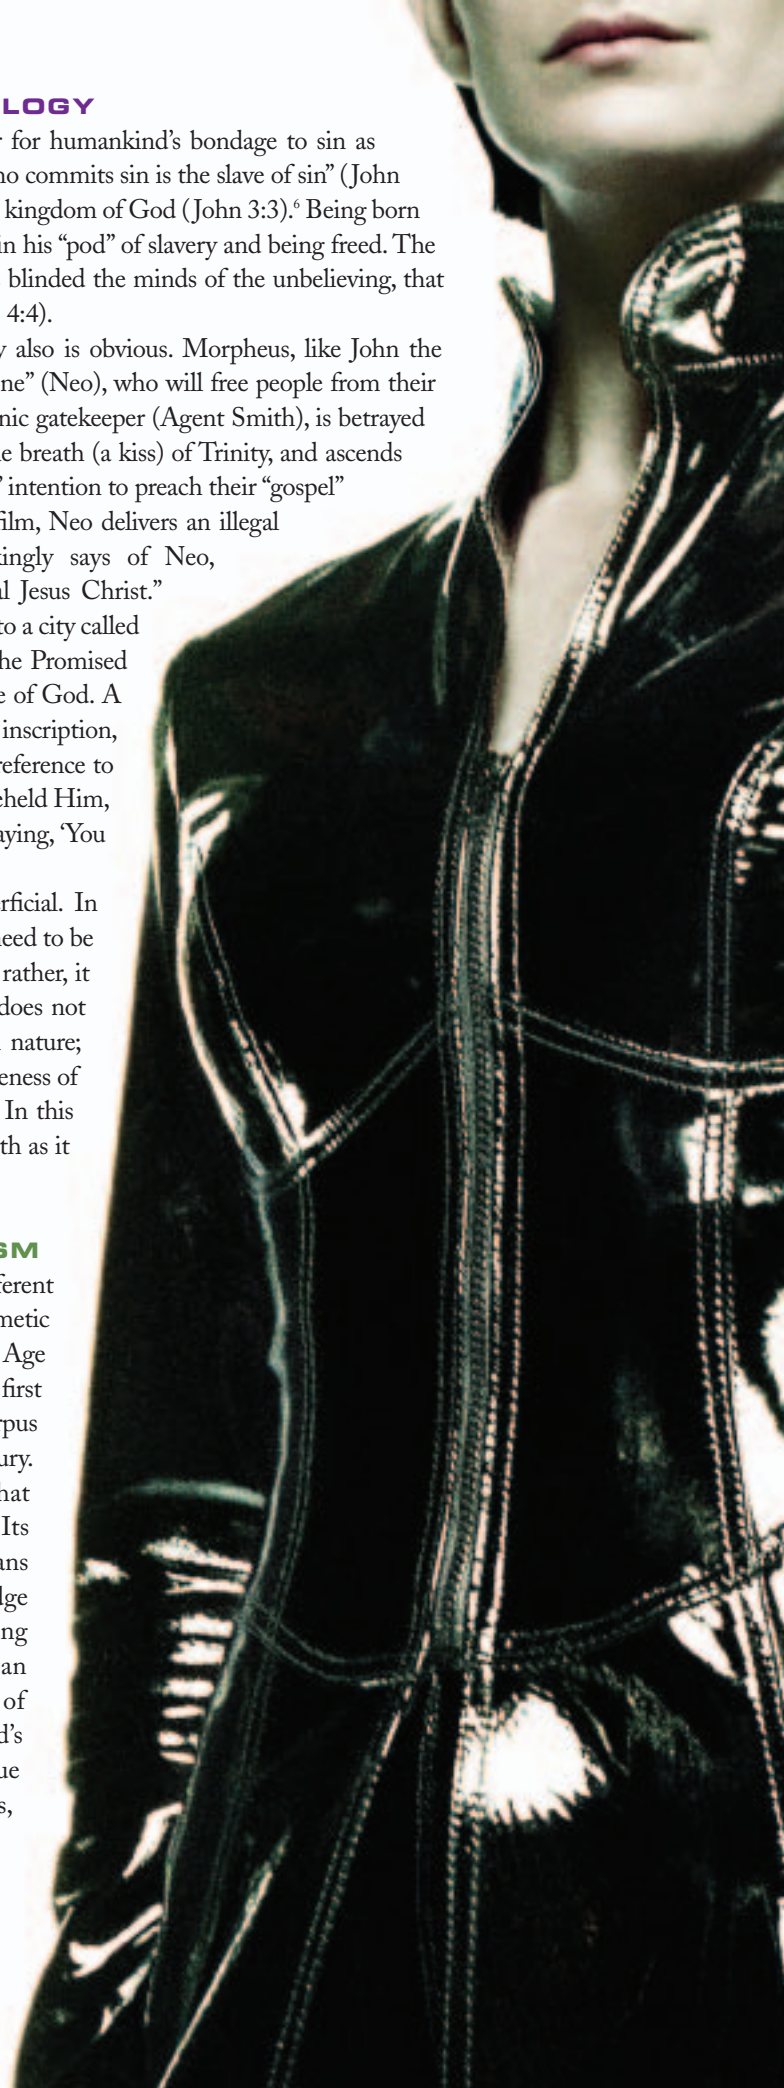 LOGY
for humankind's bondage to sin as
ho commits sin is the slave of sin” (John
kingdom of God (John 3:3).⁶ Being born
in his “pod” of slavery and being freed. The
blinded the minds of the unbelieving, that
4:4).
y also is obvious. Morpheus, like John the
ne” (Neo), who will free people from their
nic gatekeeper (Agent Smith), is betrayed
e breath (a kiss) of Trinity, and ascends
’ intention to preach their “gospel”
film, Neo delivers an illegal
kingly says of Neo,
al Jesus Christ.”
to a city called
he Promised
e of God. A
inscription,
reference to
eheld Him,
aying, ‘You
rficial. In
need to be
rather, it
does not
nature;
eness of
In this
th as it
SM
ferent
metic
Age
first
rpus
ury.
hat
Its
ans
dge
ng
an
of
d’s
ue
s,